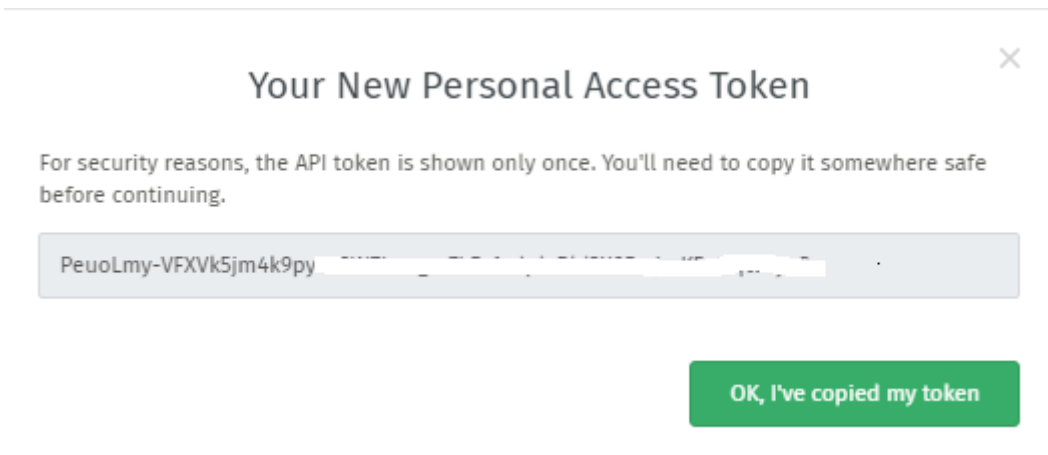 Your New Personal Access Token
For security reasons, the API token is shown only once. You'll need to copy it somewhere safe
before continuing.
PeuoLmy-VFXVk5jm4k9py
OK, I've copied my token